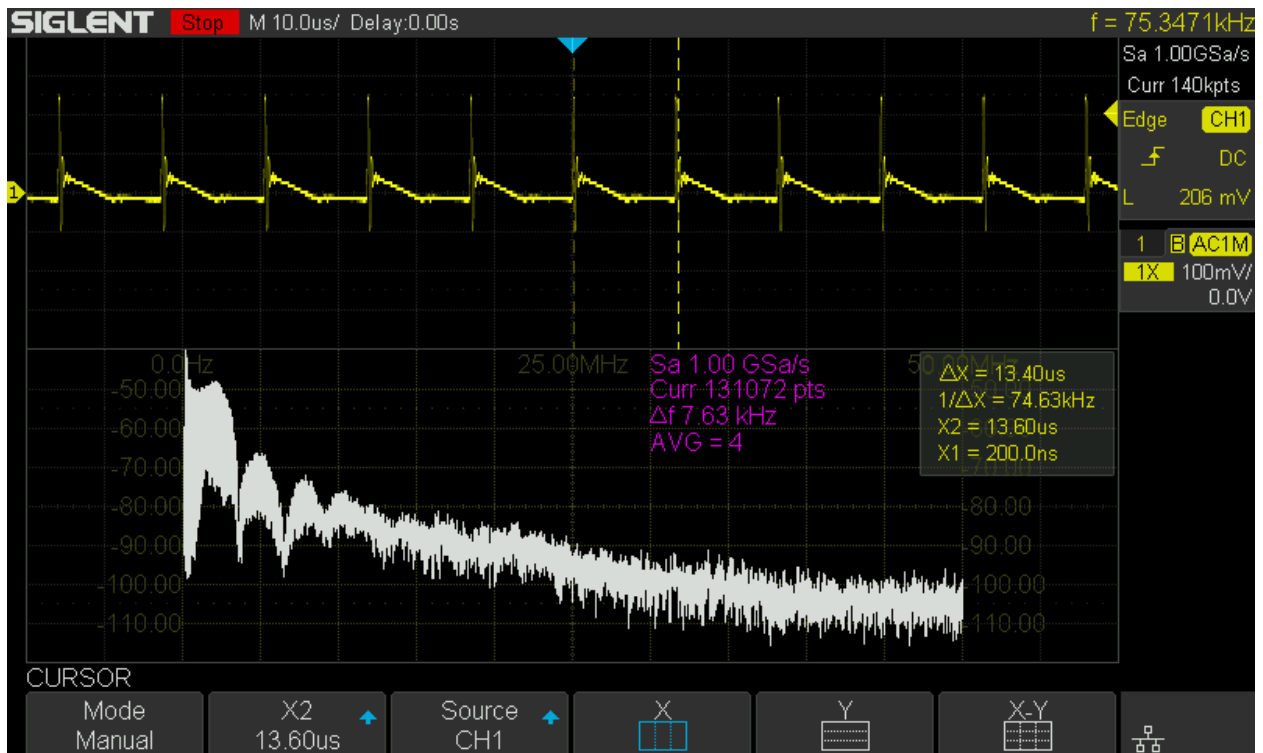 SIGLENT Stop M 10.0us/ Delay:0.00s f = 75.3471kHz
Sa 1.00GSa/s
Curr 140kpts
Edge CH1
DC
L 206 mV
1
1 B AC1M
1X 100mV/
0.0V
0.0Hz 25.00MHz 50.00MHz
Sa 1.00 GSa/s
Curr 131072 pts
Δf 7.63 kHz
AVG = 4
ΔX = 13.40us
1/ΔX = 74.63kHz
X2 = 13.60us
X1 = 200.0ns
-50.00
-60.00
-70.00 -70.00
-80.00 -80.00
-90.00 -90.00
-100.00 -100.00
-110.00 -110.00
CURSOR
Mode X2 Source X Y X-Y
Manual 13.60us CH1